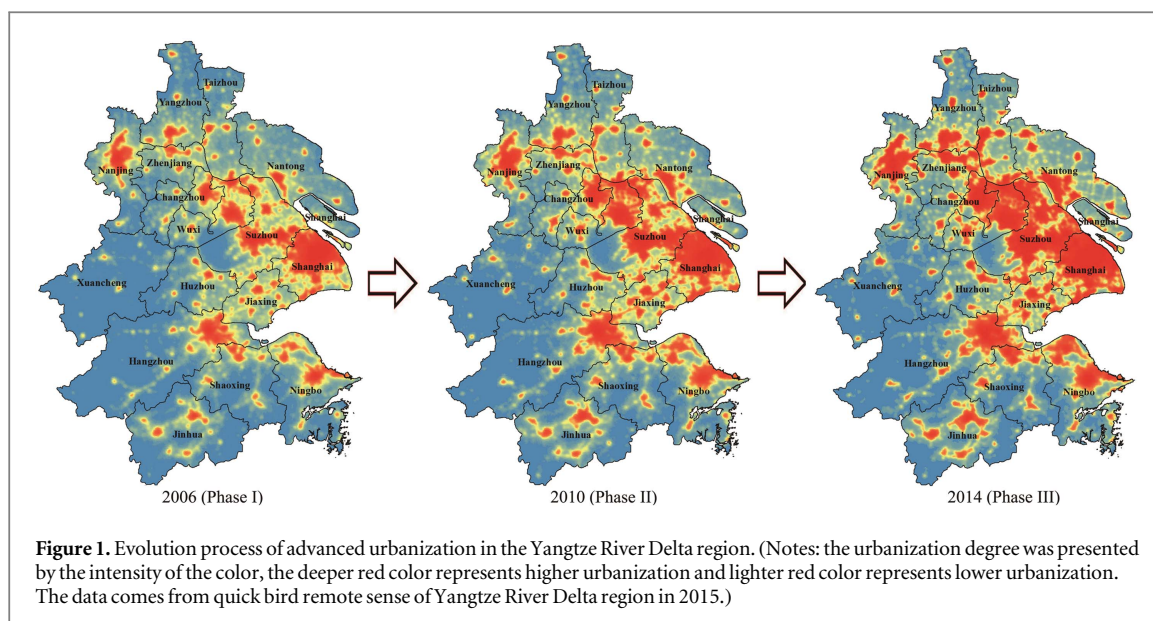 Taizhou
Yangzhou
Nanjing
Zhenjiang
Nantong
Changzhou
Shanghai
Wuxi
Suzhou
Shanghai
Xuancheng
Huzhou
Jiaxing
Hangzhou
Shaoxing
Ningbo
Jinhua
2006 (Phase I)
Taizhou
Yangzhou
Nanjing
Zhenjiang
Nantong
Changzhou
Shanghai
Wuxi
Suzhou
Shanghai
Xuancheng
Huzhou
Jiaxing
Hangzhou
Shaoxing
Ningbo
Jinhua
2010 (Phase II)
Taizhou
Yangzhou
Nanjing
Zhenjiang
Nantong
Changzhou
Shanghai
Wuxi
Suzhou
Shanghai
Xuancheng
Huzhou
Jiaxing
Hangzhou
Shaoxing
Ningbo
Jinhua
2014 (Phase III)
Figure 1. Evolution process of advanced urbanization in the Yangtze River Delta region. (Notes: the urbanization degree was presented
by the intensity of the color, the deeper red color represents higher urbanization and lighter red color represents lower urbanization.
The data comes from quick bird remote sense of Yangtze River Delta region in 2015.)